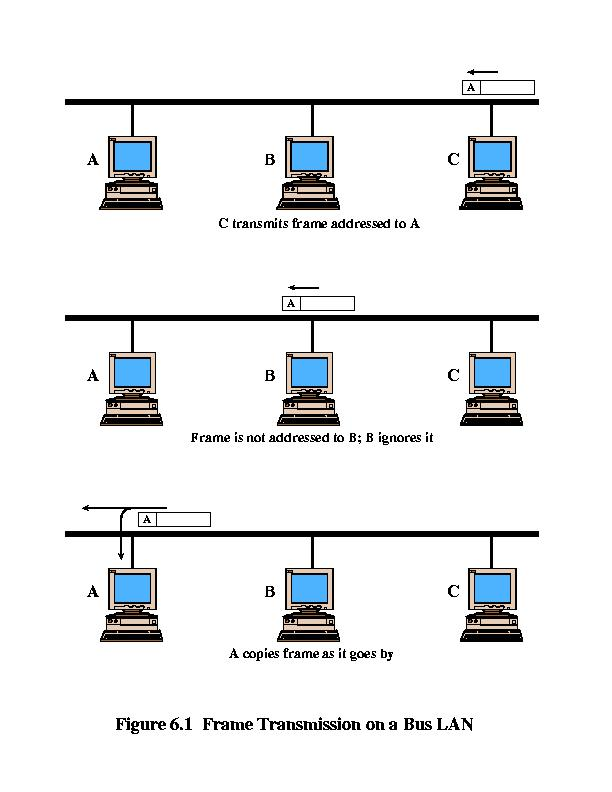 A
A B C
C transmits frame addressed to A
A
A B C
Frame is not addressed to B; B ignores it
A
A B C
A copies frame as it goes by
Figure 6.1 Frame Transmission on a Bus LAN